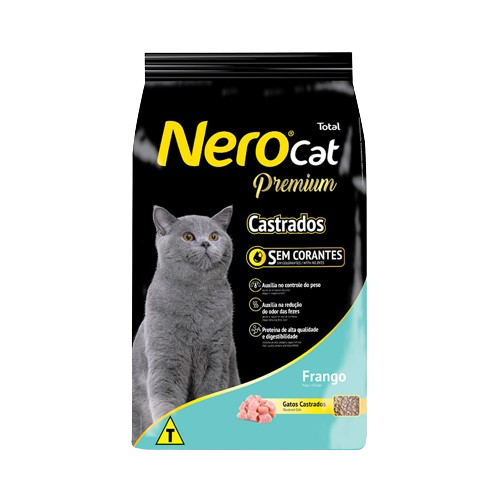 Total
Nero® cat
Premium
Castrados
SEM CORANTES
Auxilia no controle do peso
Auxilia na redução
do odor das fezes
Proteína de alta qualidade
e digestibilidade
Frango
Gatos Castrados
T